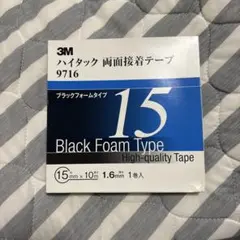 3M
ハイタック 両面接着テープ
9716
ブラックフォームタイプ
15
Black Foam Type
High-quality Tape
15mm×10m 1.6mm 1巻入